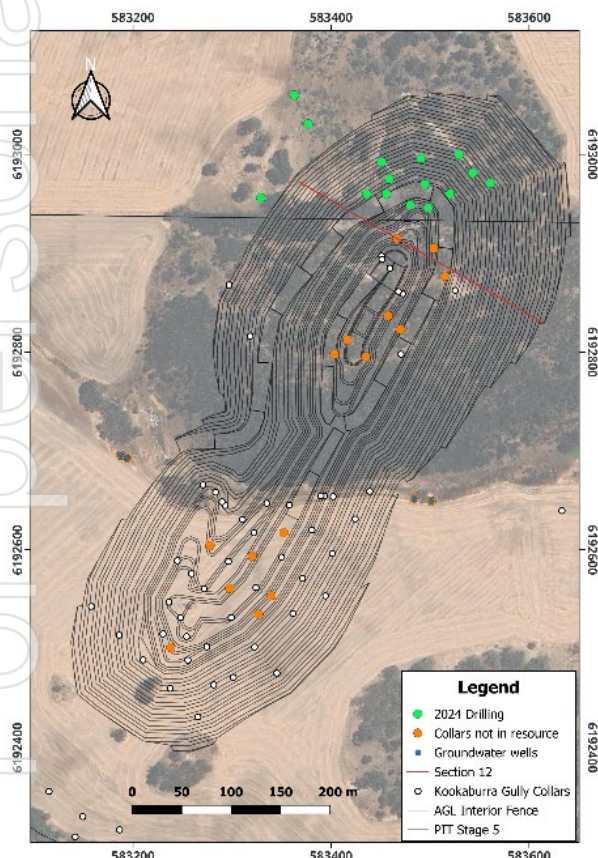 583200 583400 583600
N
6193000 6193000
6192800 6192800
6192600 6192600
6192400 6192400
Legend
2024 Drilling
Collars not in resource
Groundwater wells
Section 12
Kookaburra Gully Collars
AGL Interior Fence
PIT Stage 5
0 50 100 150 200 m
583200 583400 583600